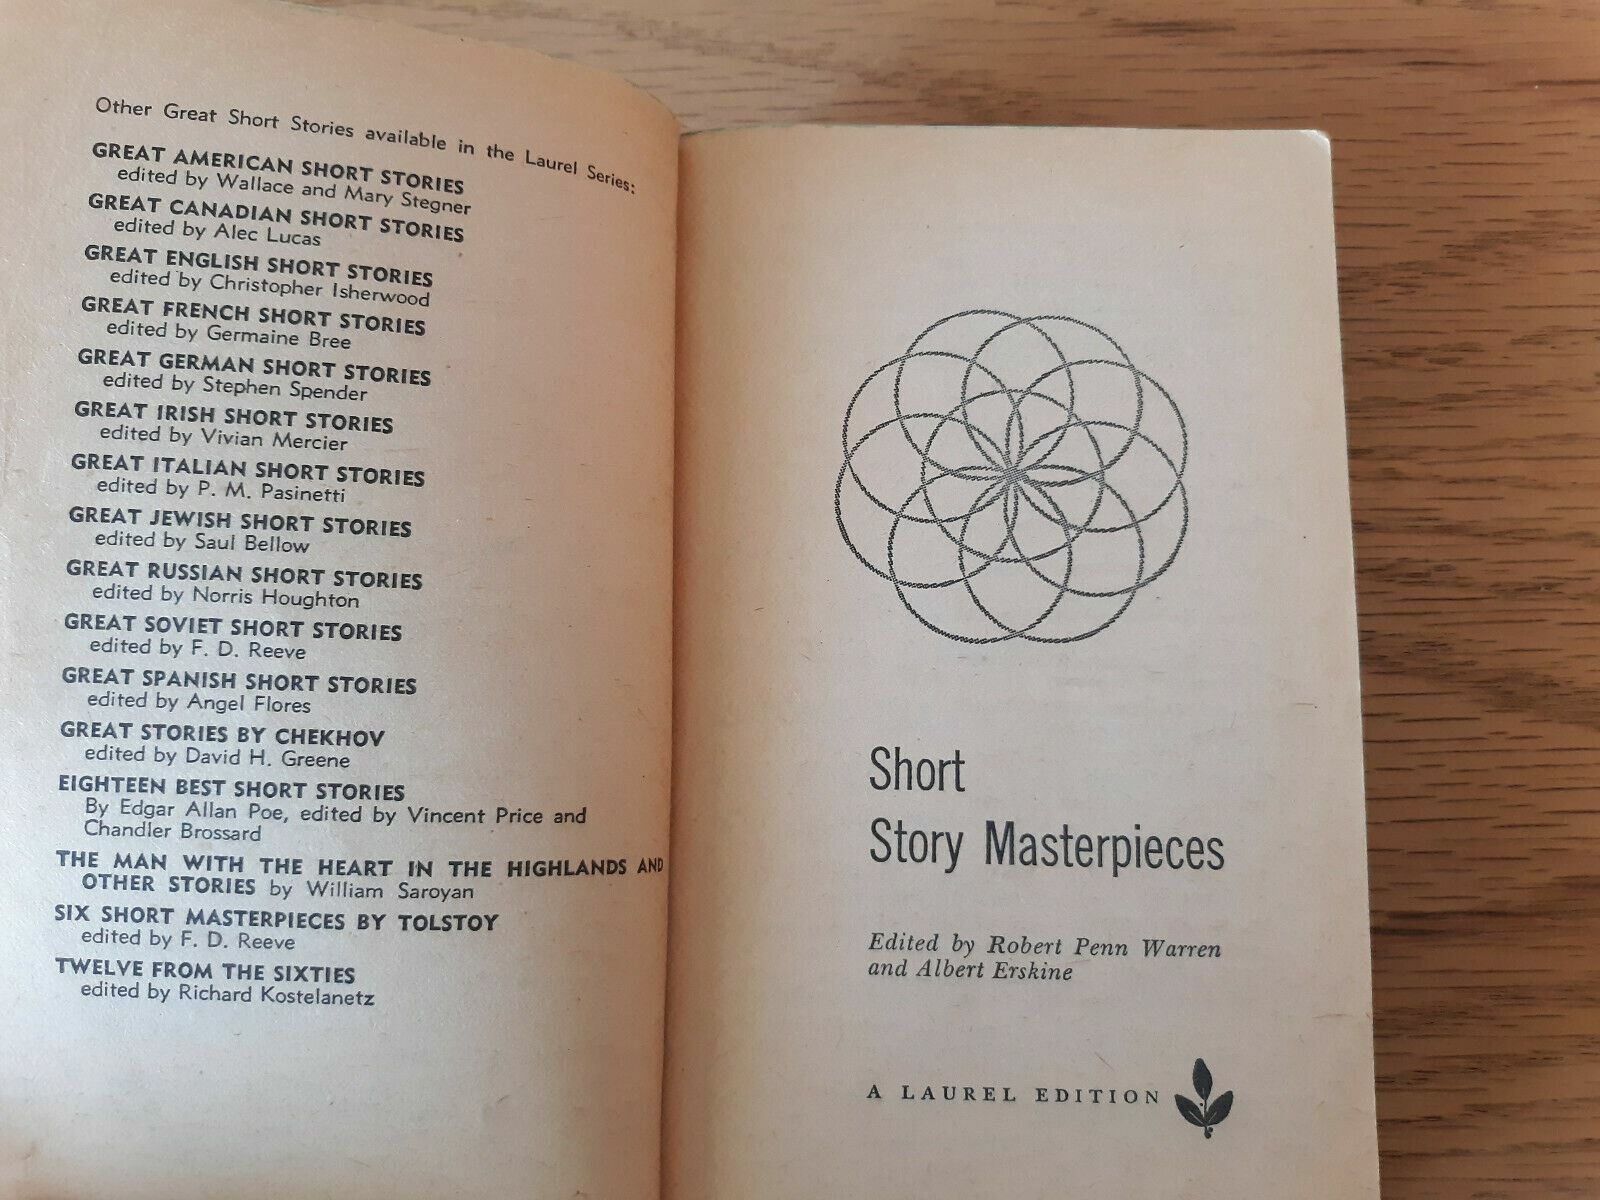 Other Great Short Stories available in the Laurel Series:
GREAT AMERICAN SHORT STORIES
edited by Wallace and Mary Stegner
GREAT CANADIAN SHORT STORIES
edited by Alec Lucas
GREAT ENGLISH SHORT STORIES
edited by Christopher Isherwood
GREAT FRENCH SHORT STORIES
edited by Germaine Bree
GREAT GERMAN SHORT STORIES
edited by Stephen Spender
GREAT IRISH SHORT STORIES
edited by Vivian Mercier
GREAT ITALIAN SHORT STORIES
edited by P. M. Pasinetti
GREAT JEWISH SHORT STORIES
edited by Saul Bellow
GREAT RUSSIAN SHORT STORIES
edited by Norris Houghton
GREAT SOVIET SHORT STORIES
edited by F. D. Reeve
GREAT SPANISH SHORT STORIES
edited by Angel Flores
GREAT STORIES BY CHEKHOV
edited by David H. Greene
EIGHTEEN BEST SHORT STORIES
By Edgar Allan Poe, edited by Vincent Price and
Chandler Brossard
THE MAN WITH THE HEART IN THE HIGHLANDS AND
OTHER STORIES by William Saroyan
SIX SHORT MASTERPIECES BY TOLSTOY
edited by F. D. Reeve
TWELVE FROM THE SIXTIES
edited by Richard Kostelanetz
Short
Story Masterpieces
Edited by Robert Penn Warren
and Albert Erskine
A LAUREL EDITION